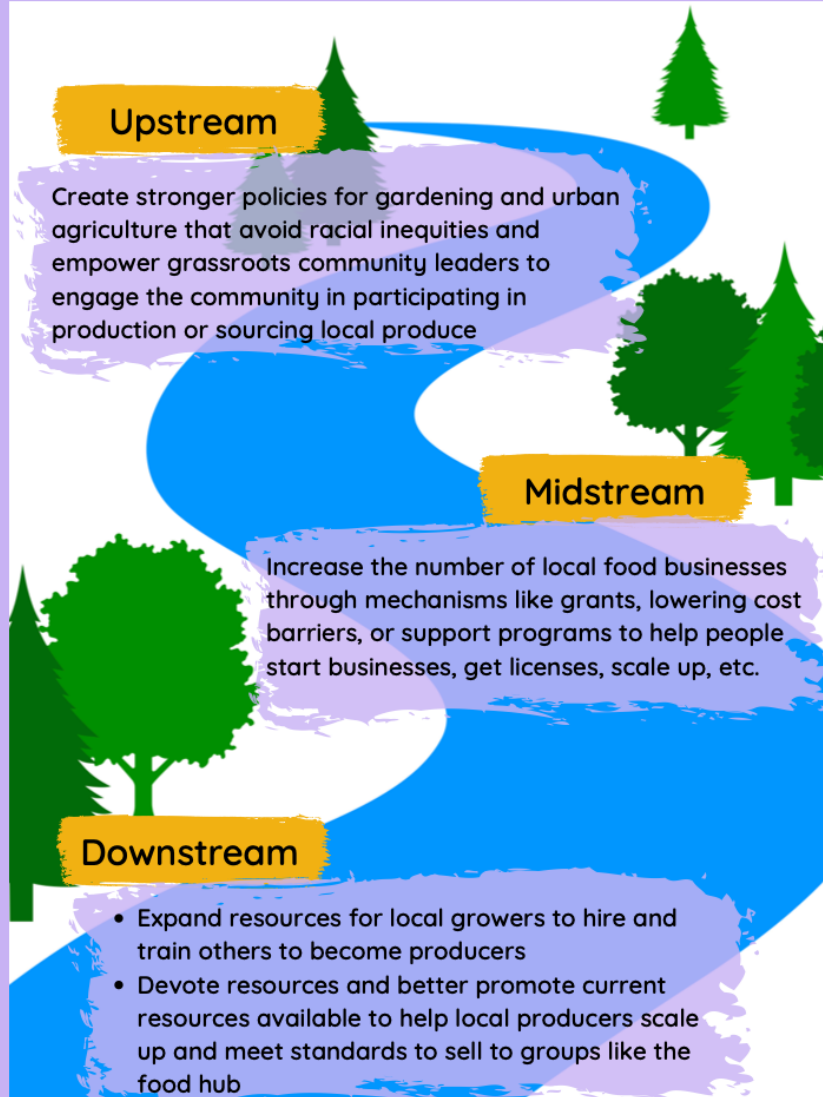 Upstream
Create stronger policies for gardening and urban
agriculture that avoid racial inequities and
empower grassroots community leaders to
engage the community in participating in
production or sourcing local produce
Midstream
Increase the number of local food businesses
through mechanisms like grants, lowering cost
barriers, or support programs to help people
start businesses, get licenses, scale up, etc.
Downstream
• Expand resources for local growers to hire and
train others to become producers
• Devote resources and better promote current
resources available to help local producers scale
up and meet standards to sell to groups like the
food hub